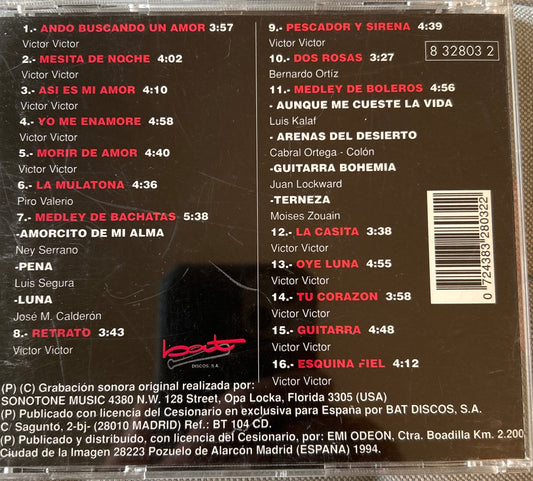 1.- ANDO BUSCANDO UN AMOR 3:57
Victor Victor
2.- MESITA DE NOCHE 4:02
Victor Victor
3.- ASI ES MI AMOR 4:10
Victor Victor
4.- YO ME ENAMORE 4:58
Victor Victor
5.- MORIR DE AMOR 4:40
Victor Victor
6.- LA MULATONA 4:36
Piro Valerio
7.- MEDLEY DE BACHATAS 5:38
-AMORCITO DE MI ALMA
Ney Serrano
-PENA
Luis Segura
-LUNA
José M. Calderón
8.- RETRATO 3:43
Victor Victor
9.- PESCADOR Y SIRENA 4:39
Victor Victor
10.- DOS ROSAS 3:27
Bernardo Ortíz
11.- MEDLEY DE BOLEROS 4:56
- AUNQUE ME CUESTE LA VIDA
Luis Kalaf
- ARENAS DEL DESIERTO
Cabral Ortega - Colón
-GUITARRA BOHEMIA
Juan Lockward
-TERNEZA
Moises Zouain
12.- LA CASITA 3:38
Victor Victor
13.- OYE LUNA 4:55
Victor Victor
14.- TU CORAZON 3:58
Victor Victor
15.- GUITARRA 4:48
Victor Victor
16.- ESQUINA FIEL 4:12
Victor Victor
8 32803 2
0 724383 280322
bat
DISCOS, S.A.
(P) (C) Grabación sonora original realizada por:
SONOTONE MUSIC 4380 N.W. 128 Street, Opa Locka, Florida 3305 (USA)
(P) Publicado con licencia del Cesionario en exclusiva para España por BAT DISCOS, S.A.
C/ Sagunto, 2-bj- (28010 MADRID) Ref.: BT 104 CD.
(P) Publicado y distribuído, con licencia del Cesionario, por: EMI ODEON, Ctra. Boadilla Km. 2.200
Ciudad de la Imagen 28223 Pozuelo de Alarcón Madrid (ESPAÑA) 1994.